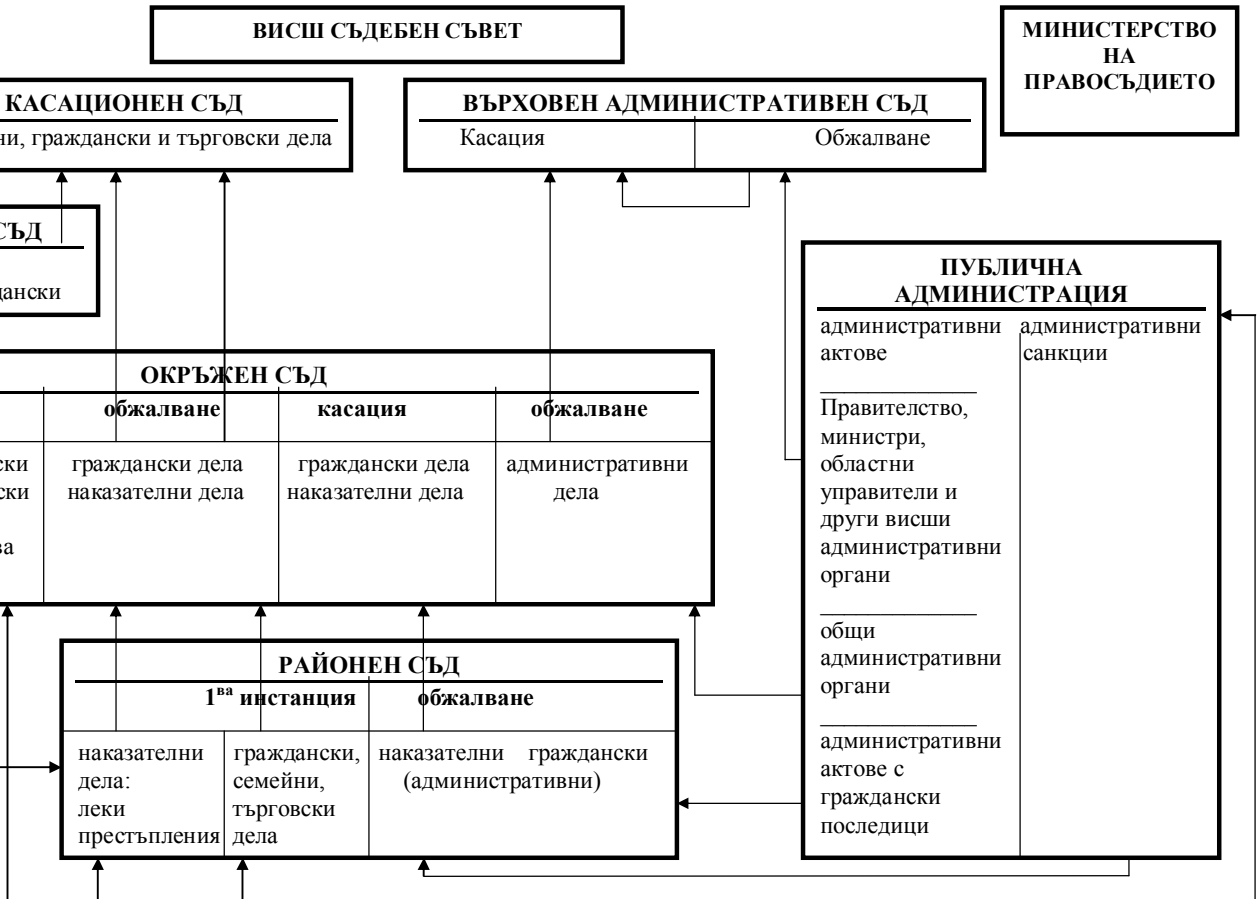 ВИСШ СЪДЕБЕН СЪВЕТ
МИНИСТЕРСТВО
НА
ПРАВОСЪДИЕТО
КАСАЦИОНЕН СЪД
ни, граждански и търговски дела
ВЪРХОВЕН АДМИНИСТРАТИВЕН СЪД
Касация Обжалване
СЪД
дански
ПУБЛИЧНА
АДМИНИСТРАЦИЯ
административни
актове
Правителство,
министри,
областни
управители и
други висши
административни
органи
общи
административни
органи
административни
актове с
граждански
последици
административни
санкции
ОКРЪЖЕН СЪД
обжалване касация обжалване
ски
ски
ва
граждански дела
наказателни дела
граждански дела
наказателни дела
административни
дела
РАЙОНЕН СЪД
1ва инстанция обжалване
наказателни
дела:
леки
престъпления
граждански,
семейни,
търговски
дела
наказателни граждански
(административни)